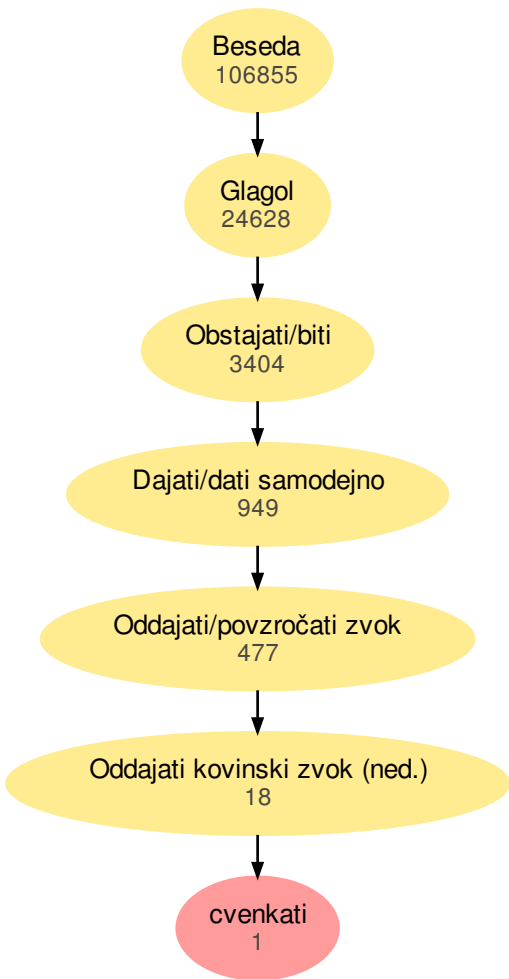 Beseda
106855
Glagol
24628
Obstajati/biti
3404
Dajati/dati samodejno
949
Oddajati/povzročati zvok
477
Oddajati kovinski zvok (ned.)
18
cvenkati
1